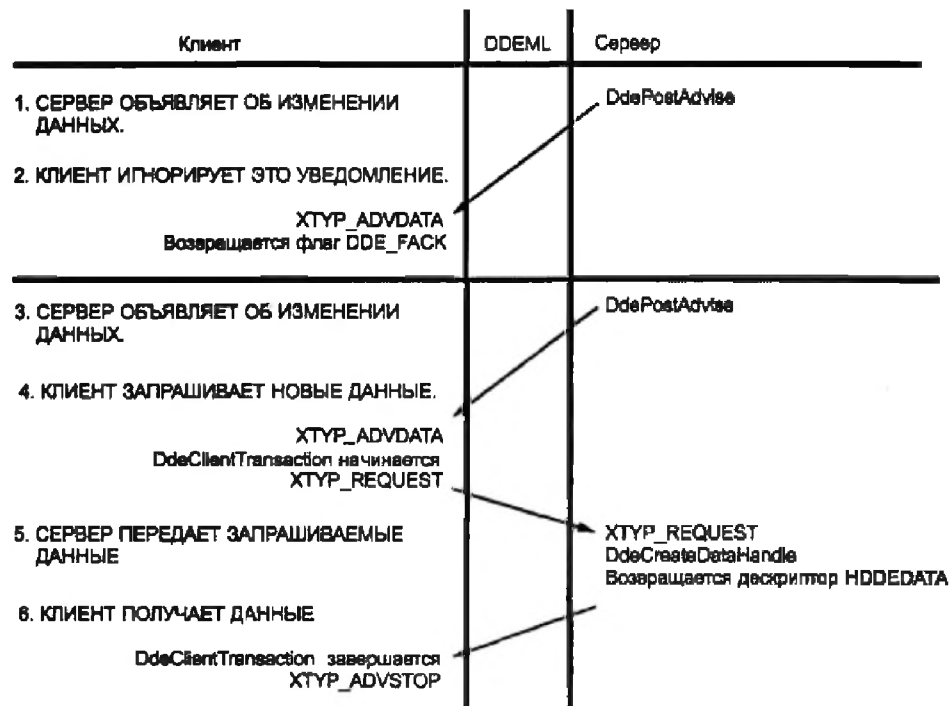 Клиент
DDEML
Сервер
1. СЕРВЕР ОБЪЯВЛЯЕТ ОБ ИЗМЕНЕНИИ
ДАННЫХ.
DdePostAdvise
2. КЛИЕНТ ИГНОРИРУЕТ ЭТО УВЕДОМЛЕНИЕ.
XTYP_ADVDATA
Возвращается флаг DDE_FACK
3. СЕРВЕР ОБЪЯВЛЯЕТ ОБ ИЗМЕНЕНИИ
ДАННЫХ.
DdePostAdvise
4. КЛИЕНТ ЗАПРАШИВАЕТ НОВЫЕ ДАННЫЕ.
XTYP_ADVDATA
DdeClientTransaction начинается
XTYP_REQUEST
5. СЕРВЕР ПЕРЕДАЕТ ЗАПРАШИВАЕМЫЕ
ДАННЫЕ
XTYP_REQUEST
DdeCreateDataHandle
Возвращается дескриптор HDDEDATA
6. КЛИЕНТ ПОЛУЧАЕТ ДАННЫЕ
DdeClientTransaction завершается
XTYP_ADVSTOP